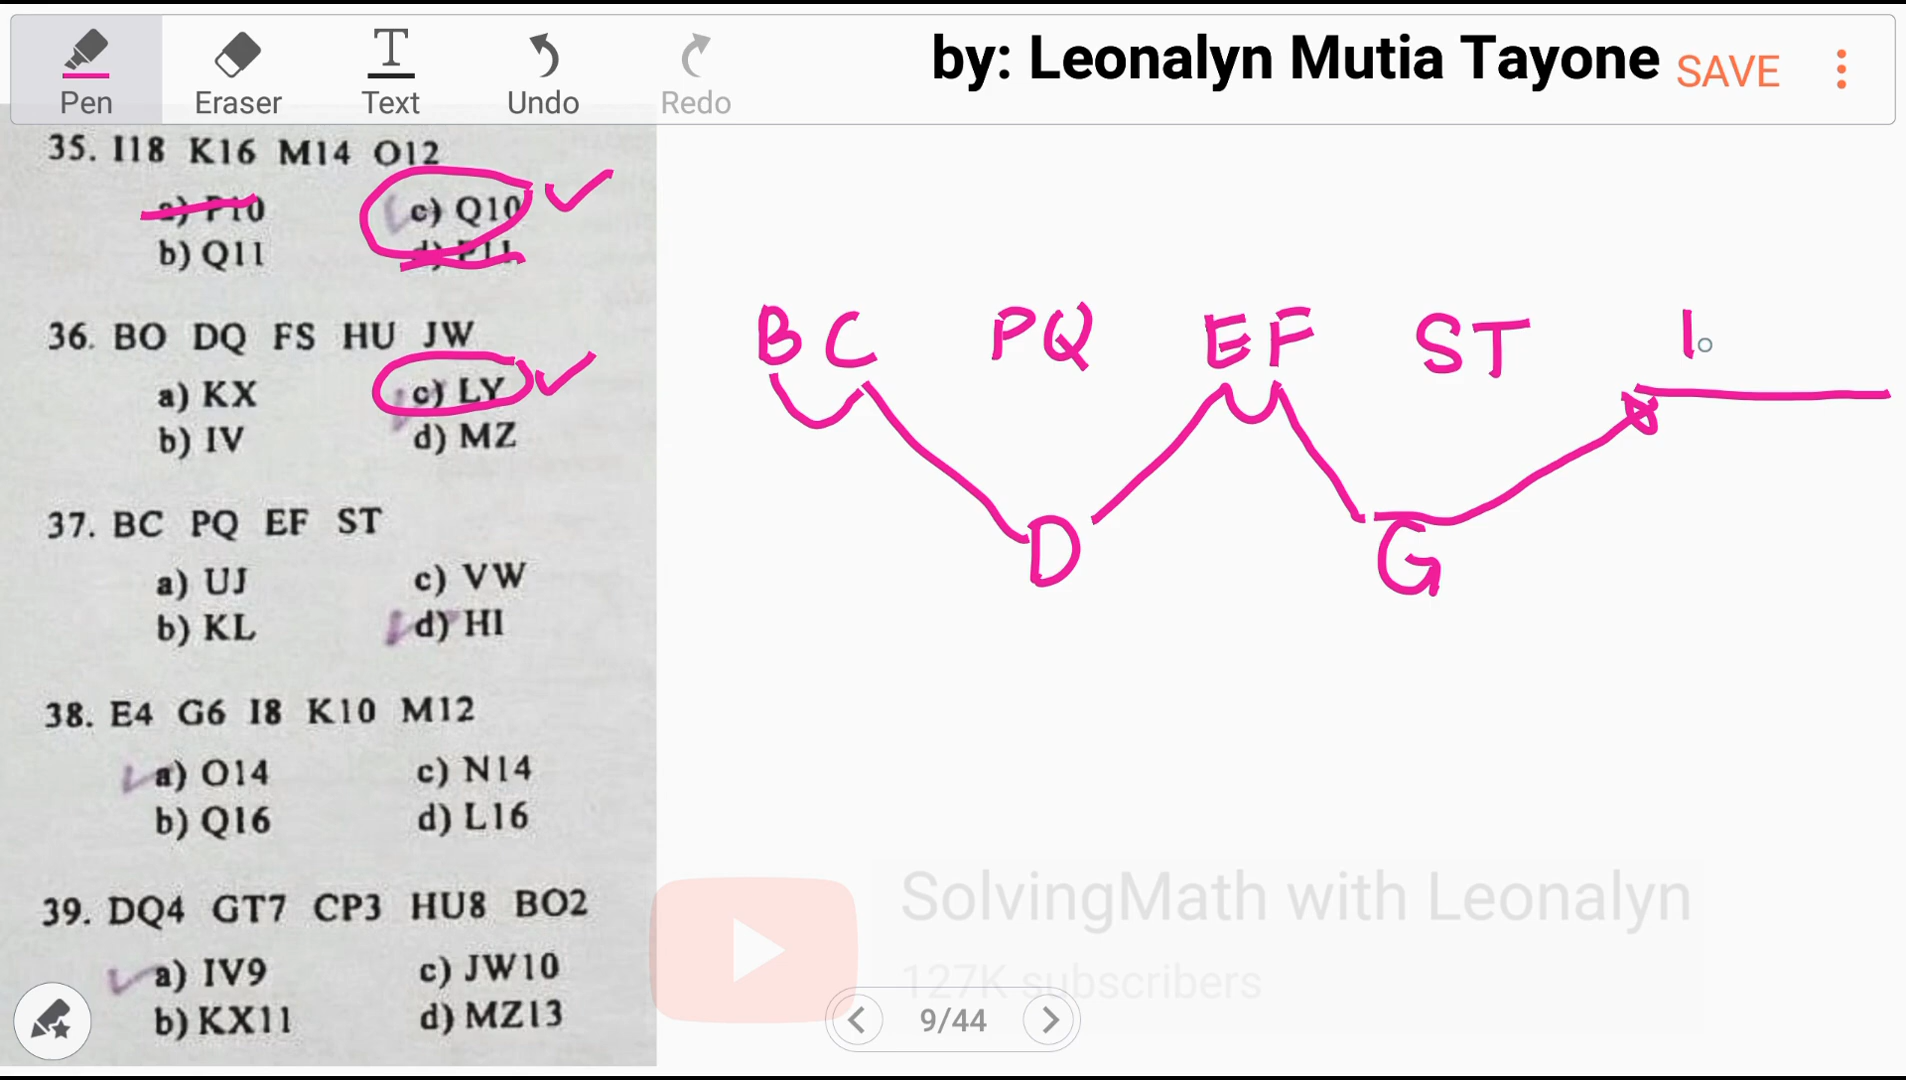 Pen Eraser Text Undo Redo by: Leonalyn Mutia Tayone SAVE
35. I18 K16 M14 O12
a) P10 c) Q10
b) Q11 d) P11
36. BO DQ FS HU JW
a) KX c) LY
b) IV d) MZ
37. BC PQ EF ST
a) UJ c) VW
b) KL d) HI
38. E4 G6 I8 K10 M12
a) O14 c) N14
b) Q16 d) L16
39. DQ4 GT7 CP3 HU8 BO2
a) IV9 c) JW10
b) KX11 d) MZ13
BC PQ EF ST
D G
SolvingMath with Leonalyn
127K subscribers
9/44